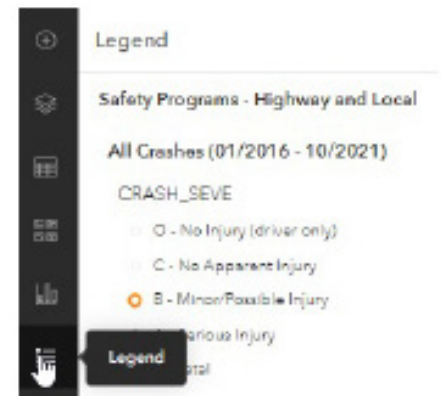 Legend
Safety Programs - Highway and Local
All Crashes (01/2016 - 10/2021)
CRASH_SEVE
O - No Injury (driver only)
C - No Apparent Injury
B - Minor/Possible Injury
Injury
Legend